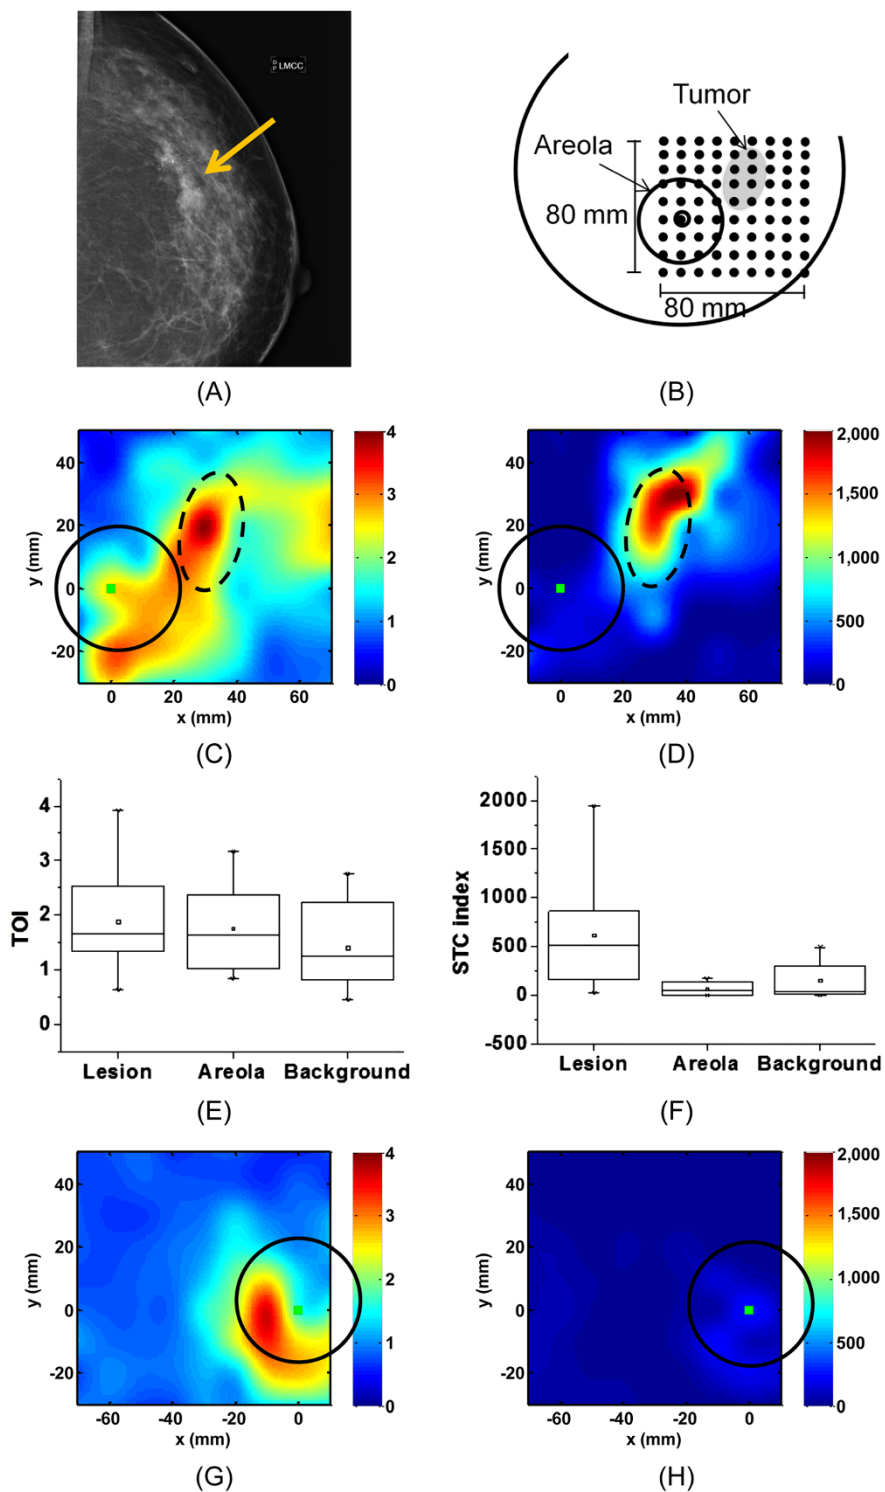 LMCC
(A)
Tumor
Areola
80 mm
80 mm
(B)
40
20
0
-20
0 20 40 60
y (mm)
x (mm)
4
3
2
1
0
(C)
40
20
0
-20
0 20 40 60
y (mm)
x (mm)
2,000
1,500
1,000
500
0
(D)
4
3
2
1
0
TOI
Lesion Areola Background
(E)
2000
1500
1000
500
0
-500
STC index
Lesion Areola Background
(F)
40
20
0
-20
-60 -40 -20 0
y (mm)
x (mm)
4
3
2
1
0
(G)
40
20
0
-20
-60 -40 -20 0
y (mm)
x (mm)
2,000
1,500
1,000
500
0
(H)